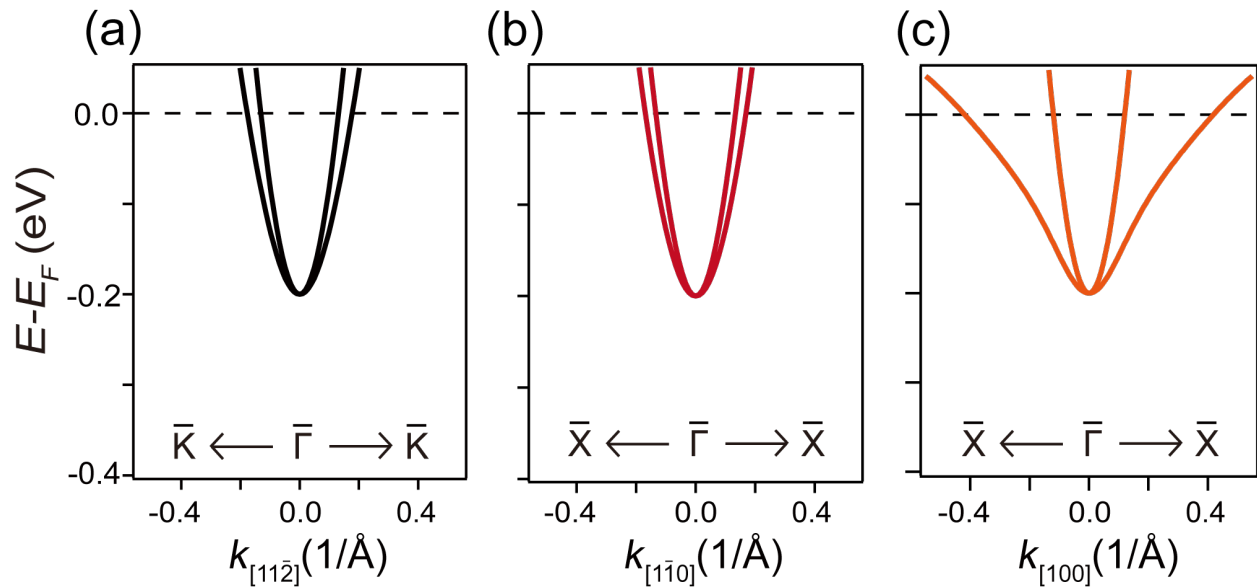 (a)
(b)
(c)
E-E_F (eV)
0.0
-0.2
-0.4
K̅ ← Γ̅ → K̅
X̅ ← Γ̅ → X̅
X̅ ← Γ̅ → X̅
-0.4 0.0 0.4
-0.4 0.0 0.4
-0.4 0.0 0.4
k[112̅](1/Å)
k[11̅0](1/Å)
k[100](1/Å)